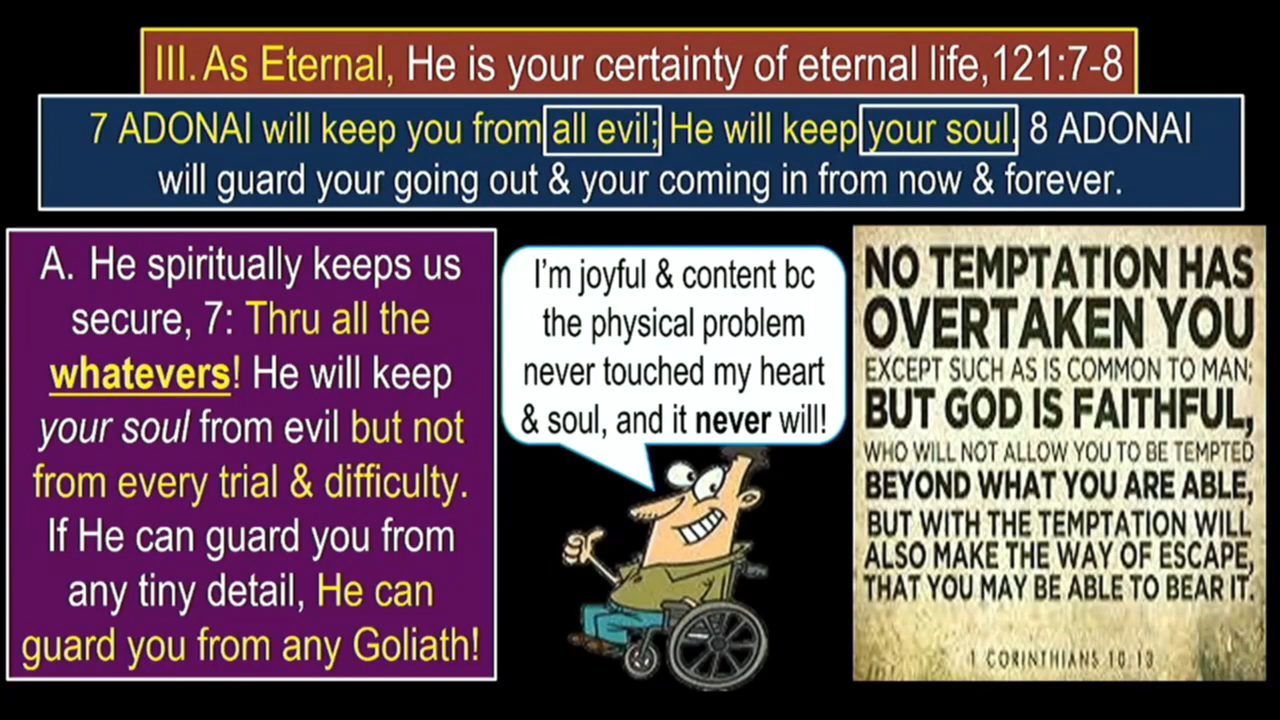 III. As Eternal, He is your certainty of eternal life,121:7-8
7 ADONAI will keep you from all evil; He will keep your soul. 8 ADONAI
will guard your going out & your coming in from now & forever.
A. He spiritually keeps us
secure, 7: Thru all the
whatevers! He will keep
your soul from evil but not
from every trial & difficulty.
If He can guard you from
any tiny detail, He can
guard you from any Goliath!
I'm joyful & content bc
the physical problem
never touched my heart
& soul, and it never will!
NO TEMPTATION HAS
OVERTAKEN YOU
EXCEPT SUCH AS IS COMMON TO MAN;
BUT GOD IS FAITHFUL,
WHO WILL NOT ALLOW YOU TO BE TEMPTED
BEYOND WHAT YOU ARE ABLE,
BUT WITH THE TEMPTATION WILL
ALSO MAKE THE WAY OF ESCAPE,
THAT YOU MAY BE ABLE TO BEAR IT.
1 CORINTHIANS 10:13